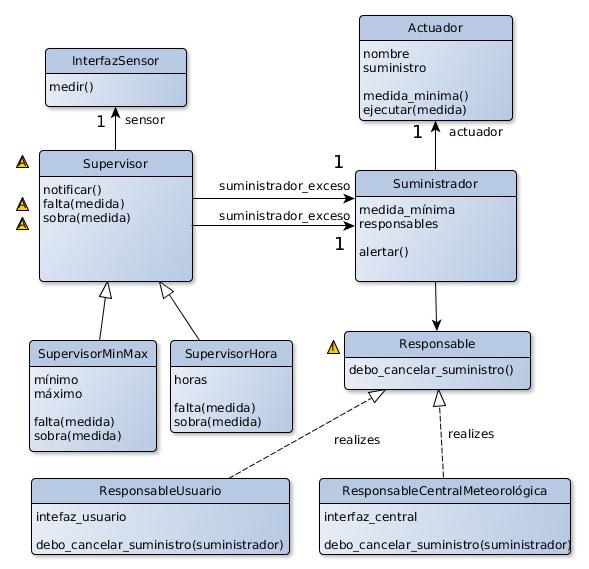 Actuador
nombre
suministro
medida_minima()
ejecutar(medida)
InterfazSensor
medir()
1
sensor
1
actuador
A
Supervisor
notificar()
A
falta(medida)
A
sobra(medida)
1
suministrador_exceso
suministrador_exceso
1
Suministrador
medida_mínima
responsables
alertar()
SupervisorMinMax
mínimo
máximo
falta(medida)
sobra(medida)
SupervisorHora
horas
falta(medida)
sobra(medida)
I
Responsable
debo_cancelar_suministro()
realizes
realizes
ResponsableUsuario
intefaz_usuario
debo_cancelar_suministro(suministrador)
ResponsableCentralMeteorológica
interfaz_central
debo_cancelar_suministro(suministrador)